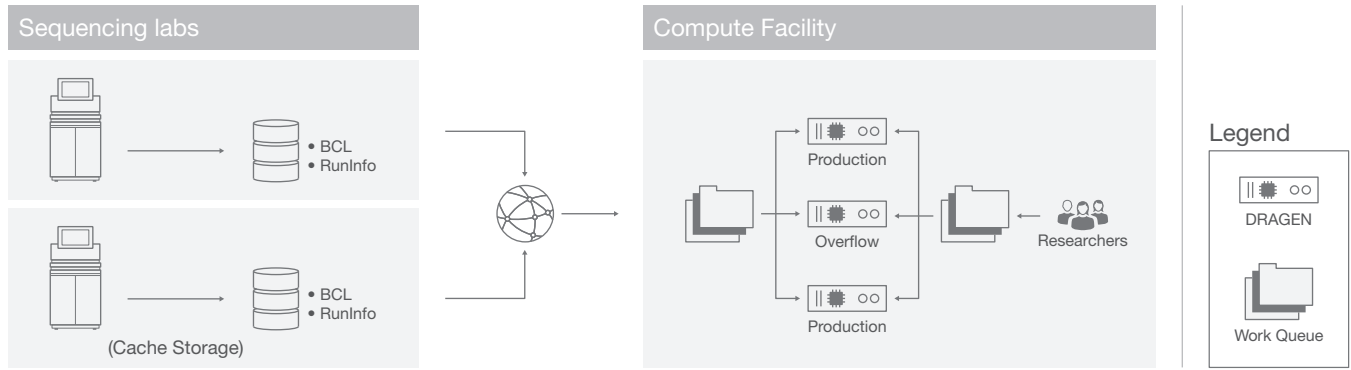 Sequencing labs
• BCL
• RunInfo
• BCL
• RunInfo
(Cache Storage)
Compute Facility
Production
Overflow
Production
Researchers
Legend
DRAGEN
Work Queue